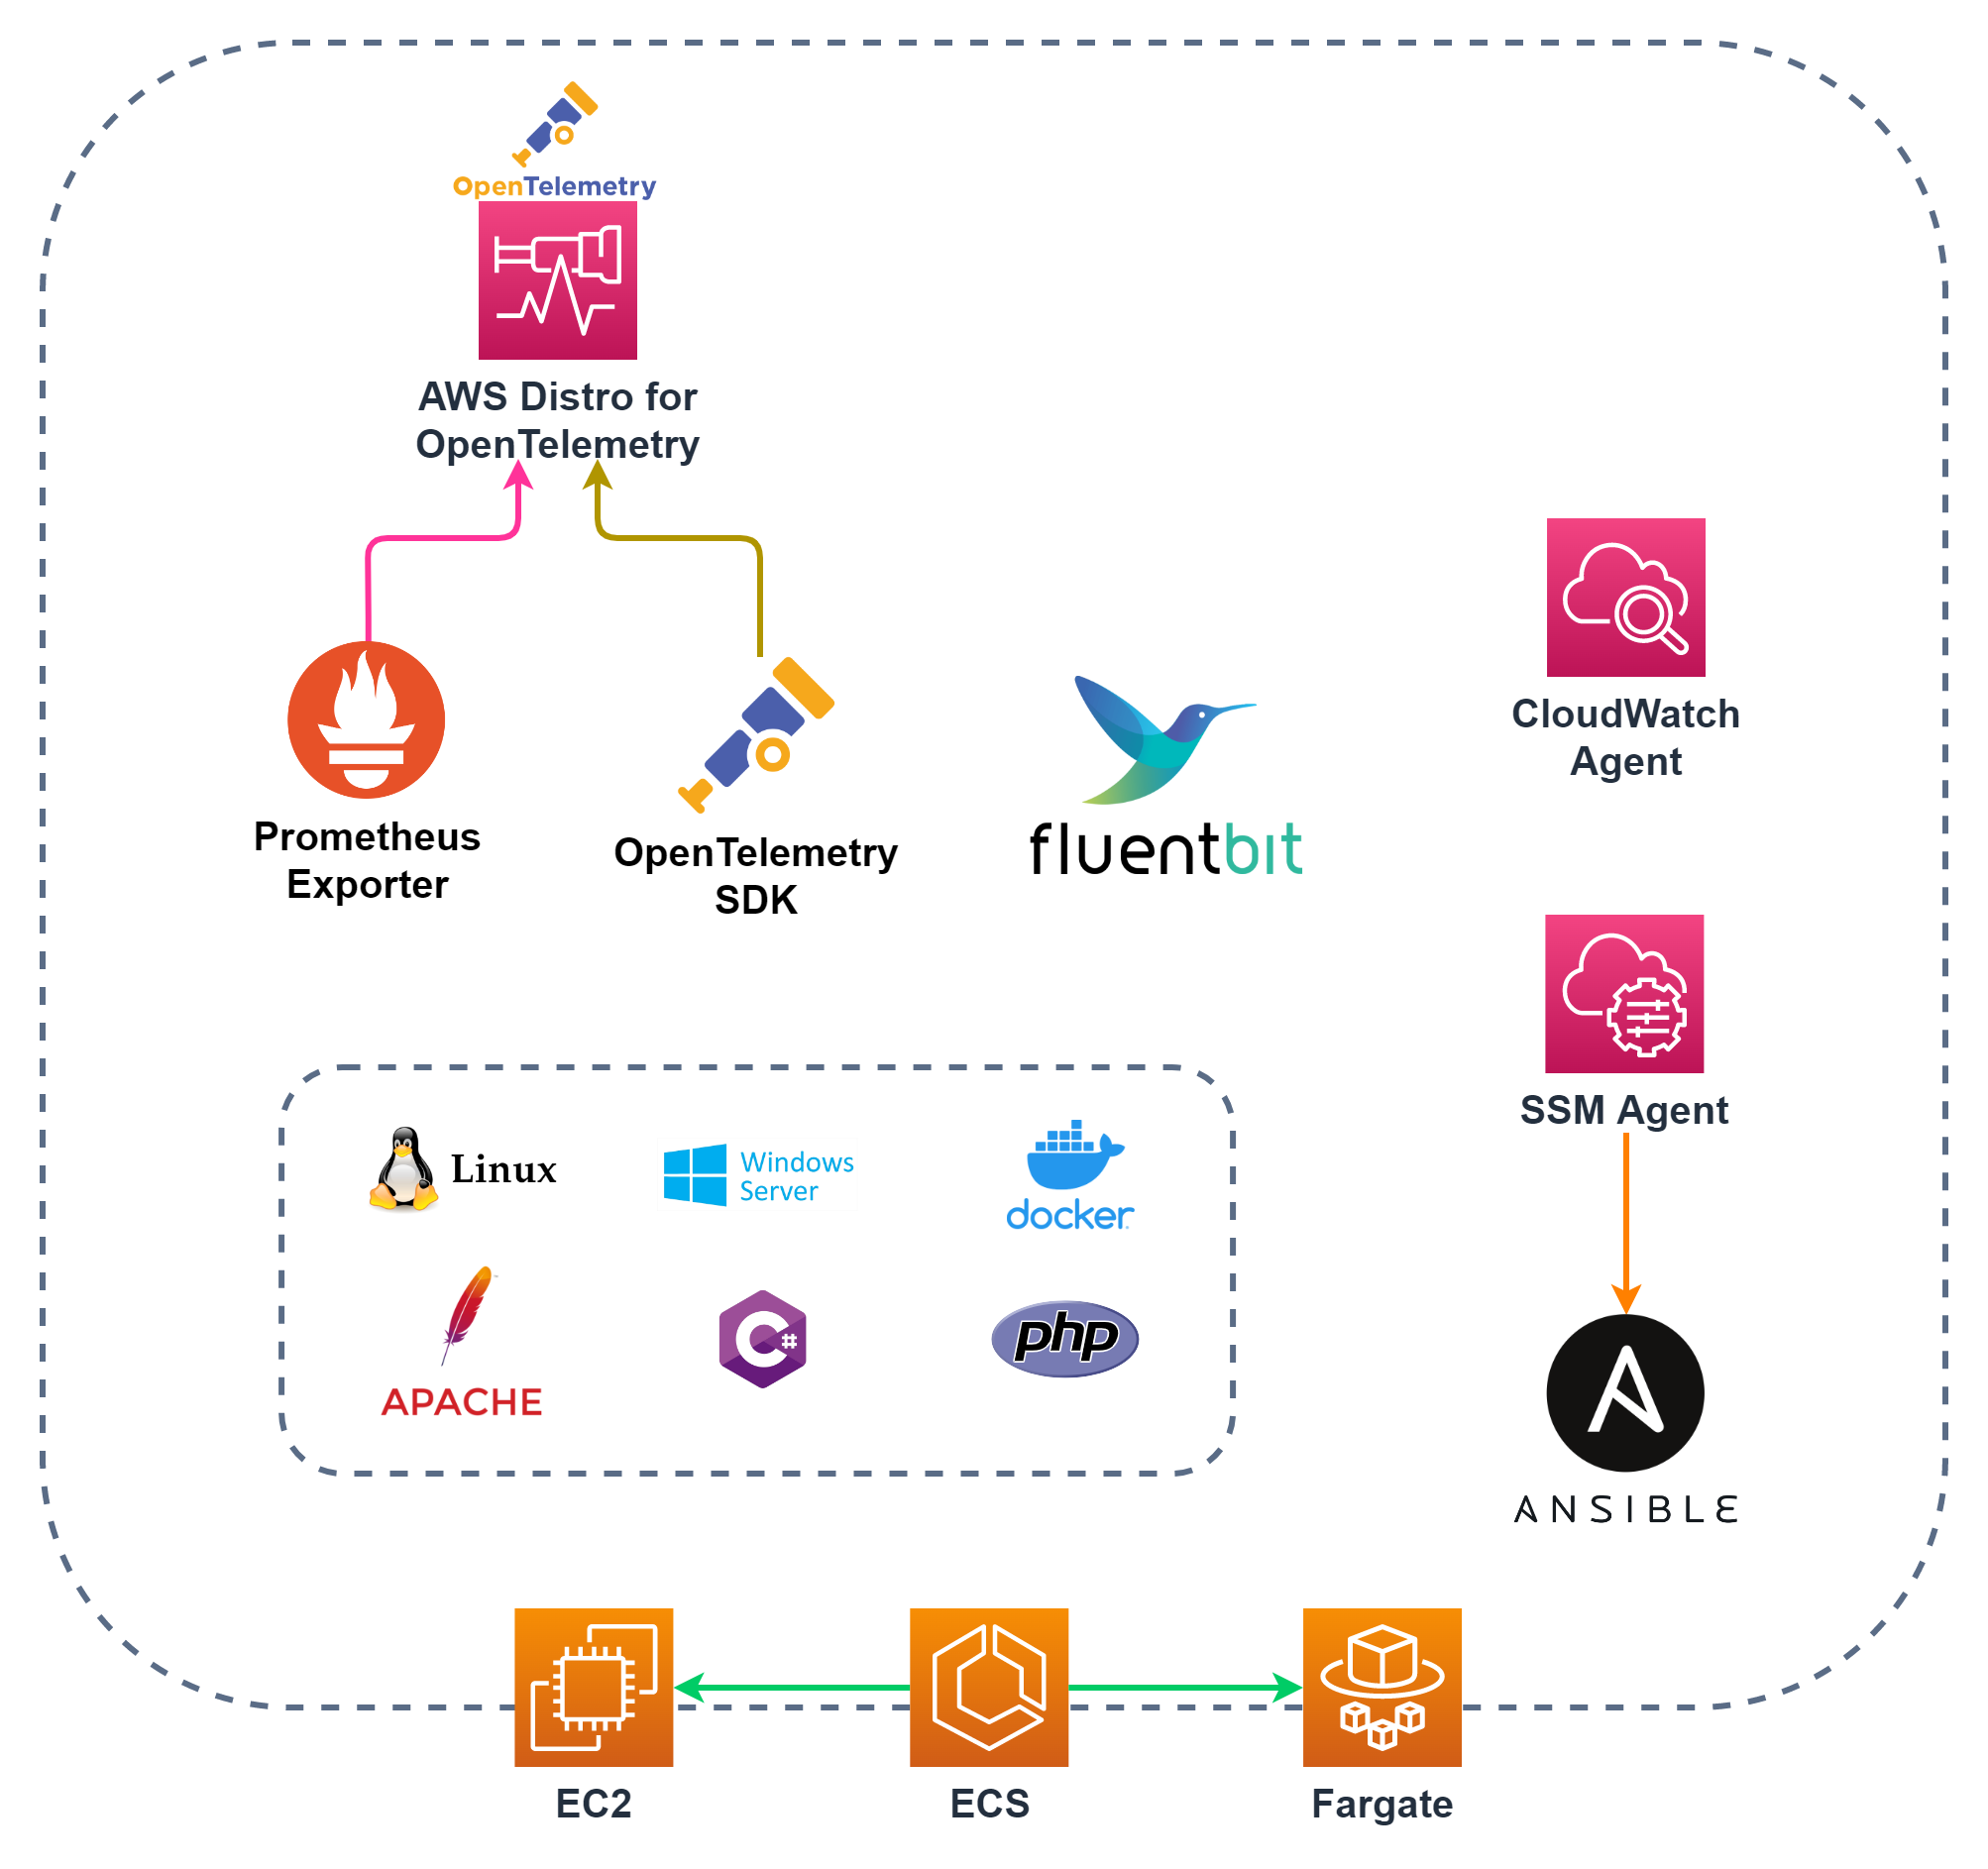 OpenTelemetry
AWS Distro for
OpenTelemetry
Prometheus
Exporter
OpenTelemetry
SDK
fluentbit
CloudWatch
Agent
SSM Agent
Linux
Windows
Server
docker
APACHE
C#
php
ANSIBLE
EC2
ECS
Fargate